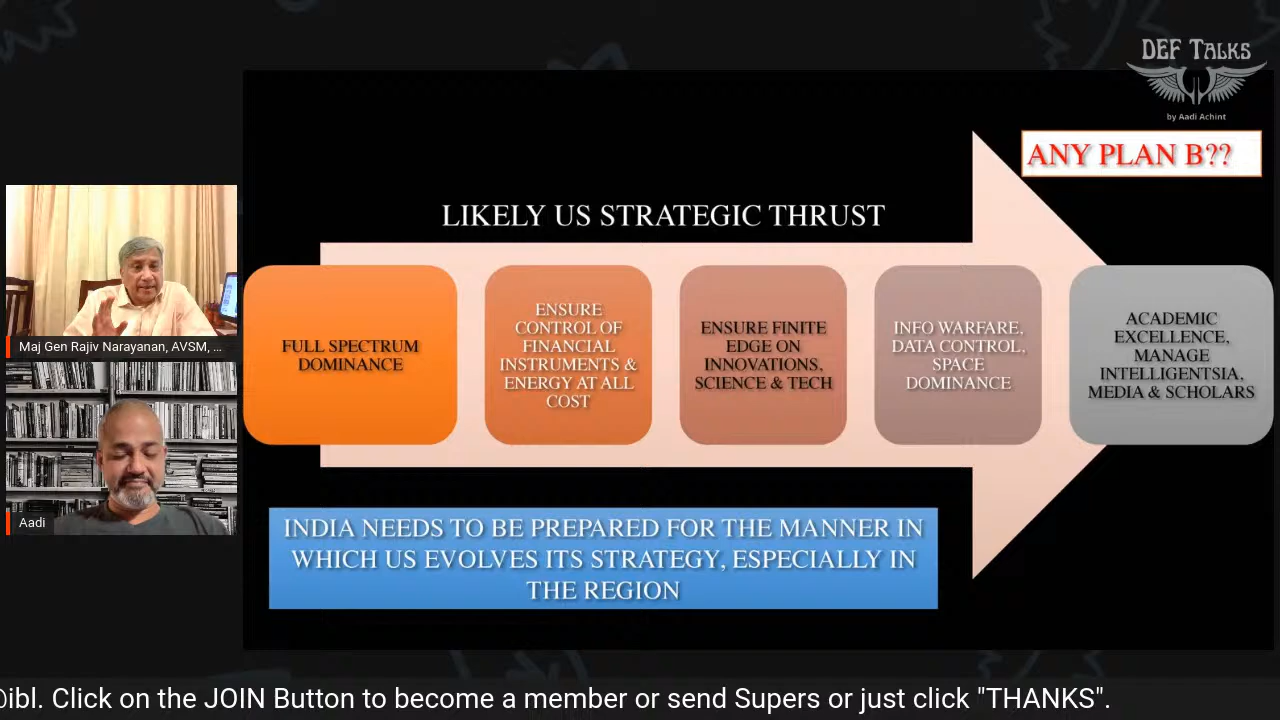 DEF TALKS
by Aadi Achint
ANY PLAN B??
LIKELY US STRATEGIC THRUST
FULL SPECTRUM
DOMINANCE
ENSURE
CONTROL OF
FINANCIAL
INSTRUMENTS &
ENERGY AT ALL
COST
ENSURE FINITE
EDGE ON
INNOVATIONS,
SCIENCE & TECH
INFO WARFARE,
DATA CONTROL,
SPACE
DOMINANCE
ACADEMIC
EXCELLENCE,
MANAGE
INTELLIGENTSIA,
MEDIA & SCHOLARS
Maj Gen Rajiv Narayanan, AVSM, ...
Aadi
INDIA NEEDS TO BE PREPARED FOR THE MANNER IN
WHICH US EVOLVES ITS STRATEGY, ESPECIALLY IN
THE REGION
ibl. Click on the JOIN Button to become a member or send Supers or just click "THANKS".